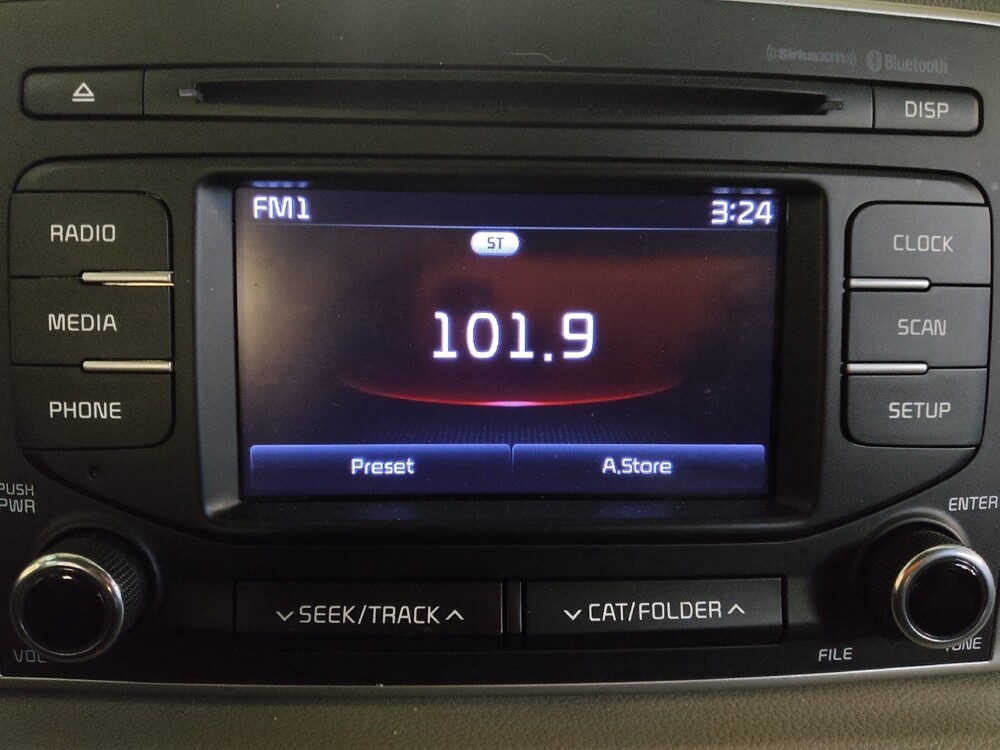 SiriusXM Bluetooth
DISP
RADIO
MEDIA
PHONE
FM1 3:24
ST
101.9
Preset A.Store
CLOCK
SCAN
SETUP
PUSH
PWR
VOL
SEEK/TRACK
CAT/FOLDER
ENTER
FILE
TUNE